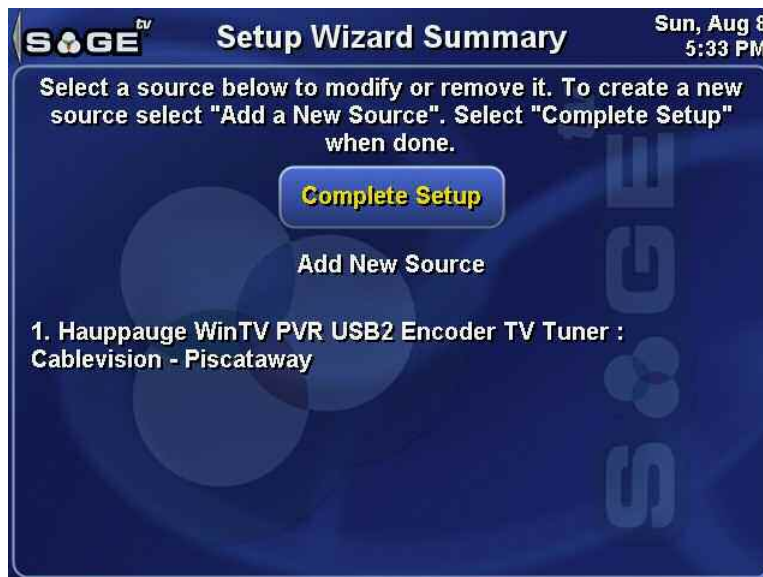 SAGE tv
Setup Wizard Summary
Sun, Aug 8
5:33 PM
Select a source below to modify or remove it. To create a new
source select "Add a New Source". Select "Complete Setup"
when done.
Complete Setup
Add New Source
1. Hauppauge WinTV PVR USB2 Encoder TV Tuner :
Cablevision - Piscataway
SAGE tv